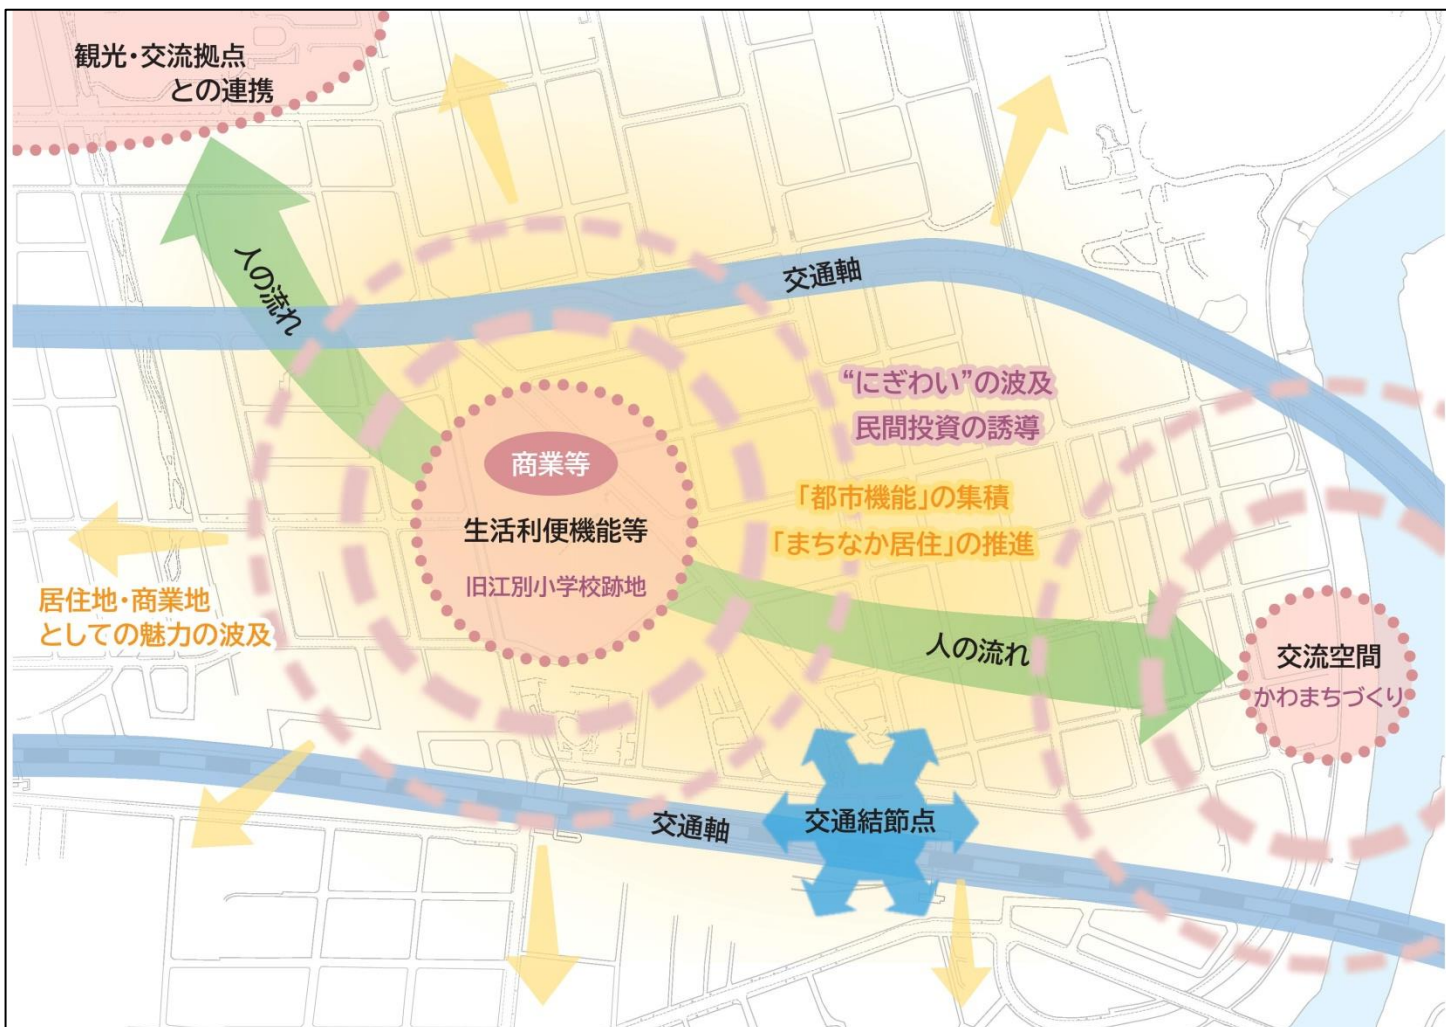 観光・交流拠点
との連携
人の流れ
交通軸
“にぎわい”の波及
民間投資の誘導
商業等
生活利便機能等
旧江別小学校跡地
「都市機能」の集積
「まちなか居住」の推進
居住地・商業地
としての魅力の波及
人の流れ
交流空間
かわまちづくり
交通軸
交通結節点